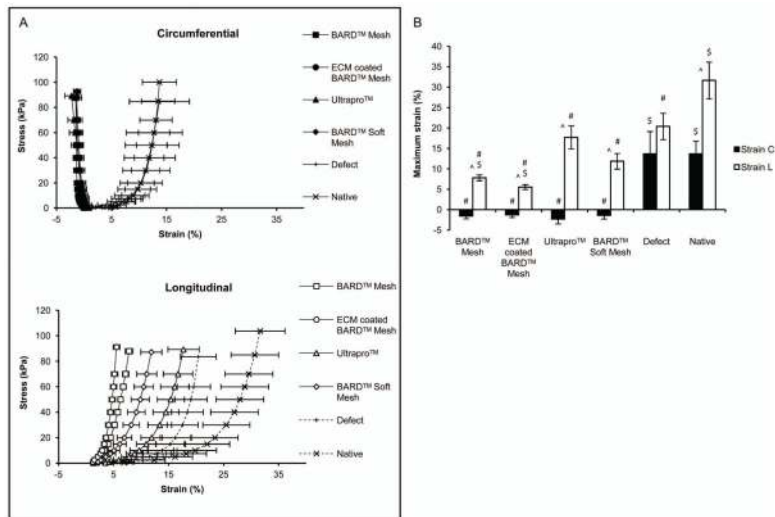 A
Circumferential
Stress (kPa)
120
100
80
60
40
20
0
-5 5 15 25 35
Strain (%)
BARD™ Mesh
ECM coated
BARD™ Mesh
Ultrapro™
BARD™ Soft
Mesh
Defect
Native
Longitudinal
Stress (kPa)
120
100
80
60
40
20
0
-5 5 15 25 35
Strain (%)
BARD™ Mesh
ECM coated
BARD™ Mesh
Ultrapro™
BARD™ Soft
Mesh
Defect
Native
B
Maximum strain (%)
40
35
30
25
20
15
10
5
0
-5
# ^ # S
# ^ # S
# ^ #
# ^ #
S #
S ^ S
BARD™
Mesh
ECM
coated
BARD™
Mesh
Ultrapro™
BARD™
Soft Mesh
Defect
Native
Strain C
Strain L